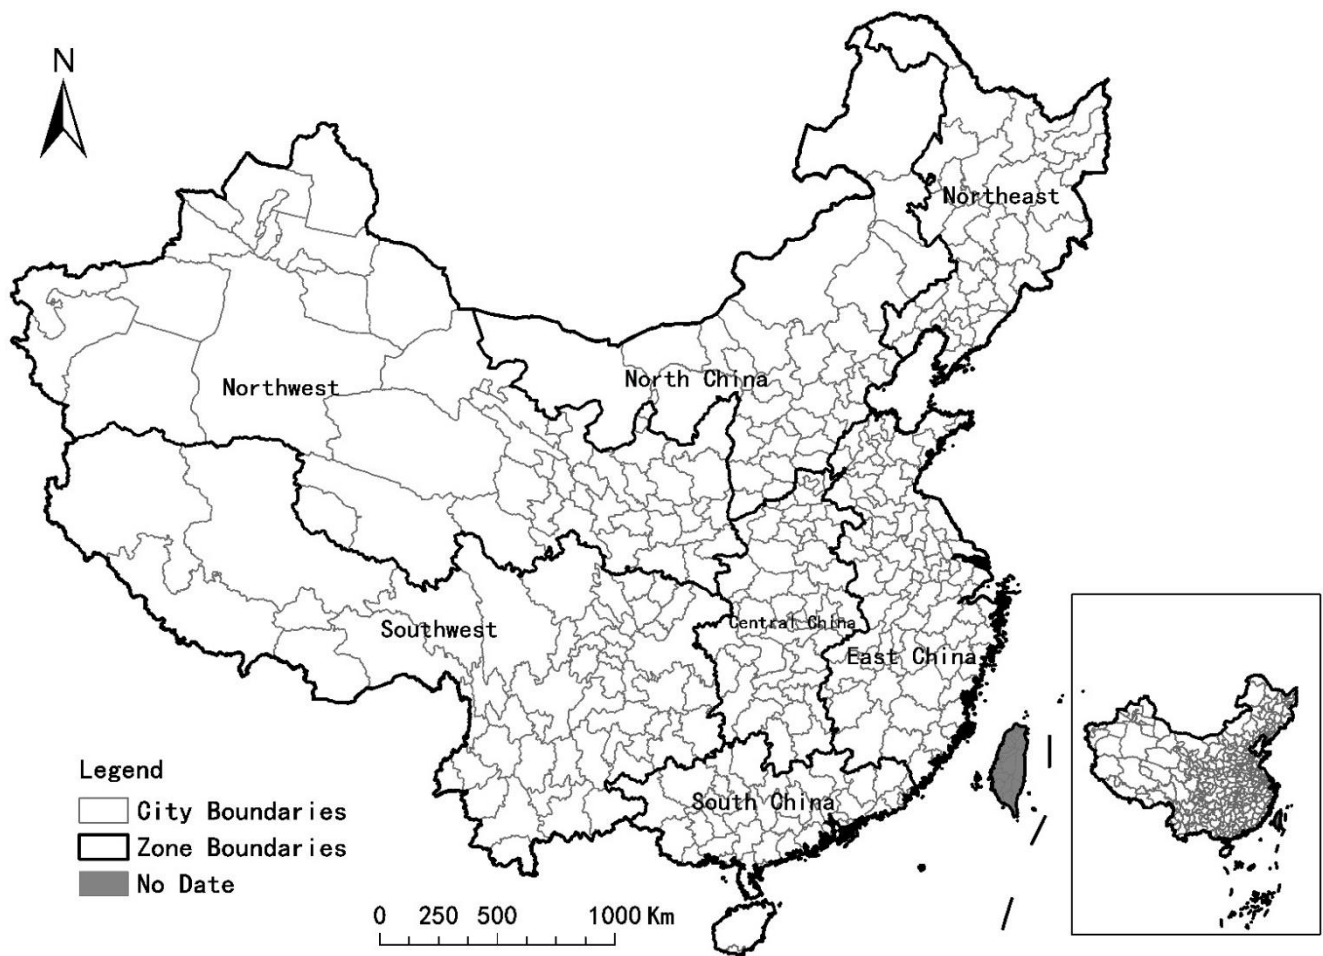 N
Northeast
North China
Northwest
Central China
Southwest
East China
South China
Legend
City Boundaries
Zone Boundaries
No Date
0 250 500 1000 Km